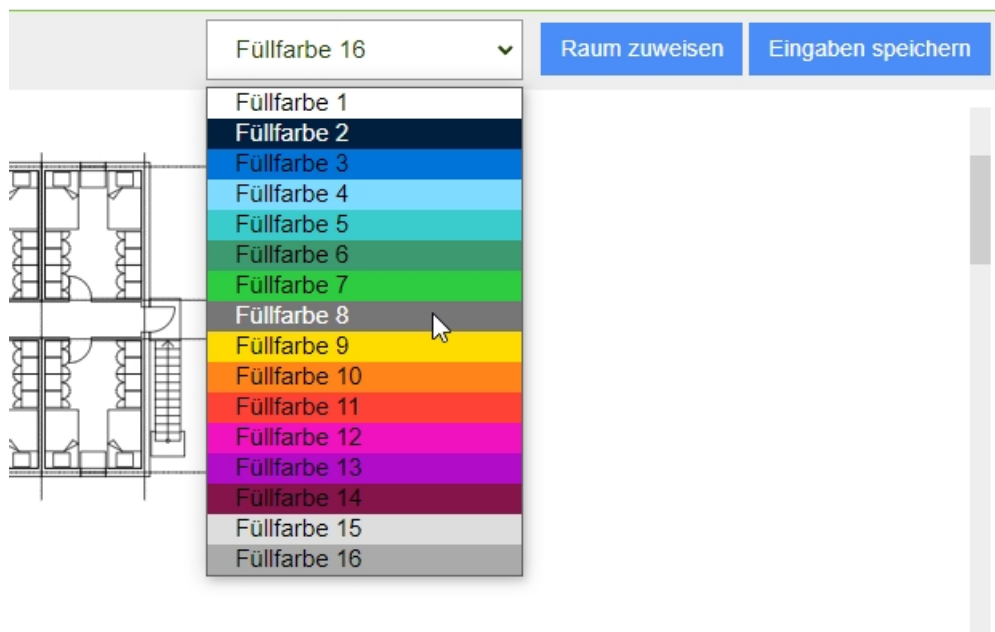 Füllfarbe 16 Raum zuweisen Eingaben speichern
Füllfarbe 1
Füllfarbe 2
Füllfarbe 3
Füllfarbe 4
Füllfarbe 5
Füllfarbe 6
Füllfarbe 7
Füllfarbe 8
Füllfarbe 9
Füllfarbe 10
Füllfarbe 11
Füllfarbe 12
Füllfarbe 13
Füllfarbe 14
Füllfarbe 15
Füllfarbe 16